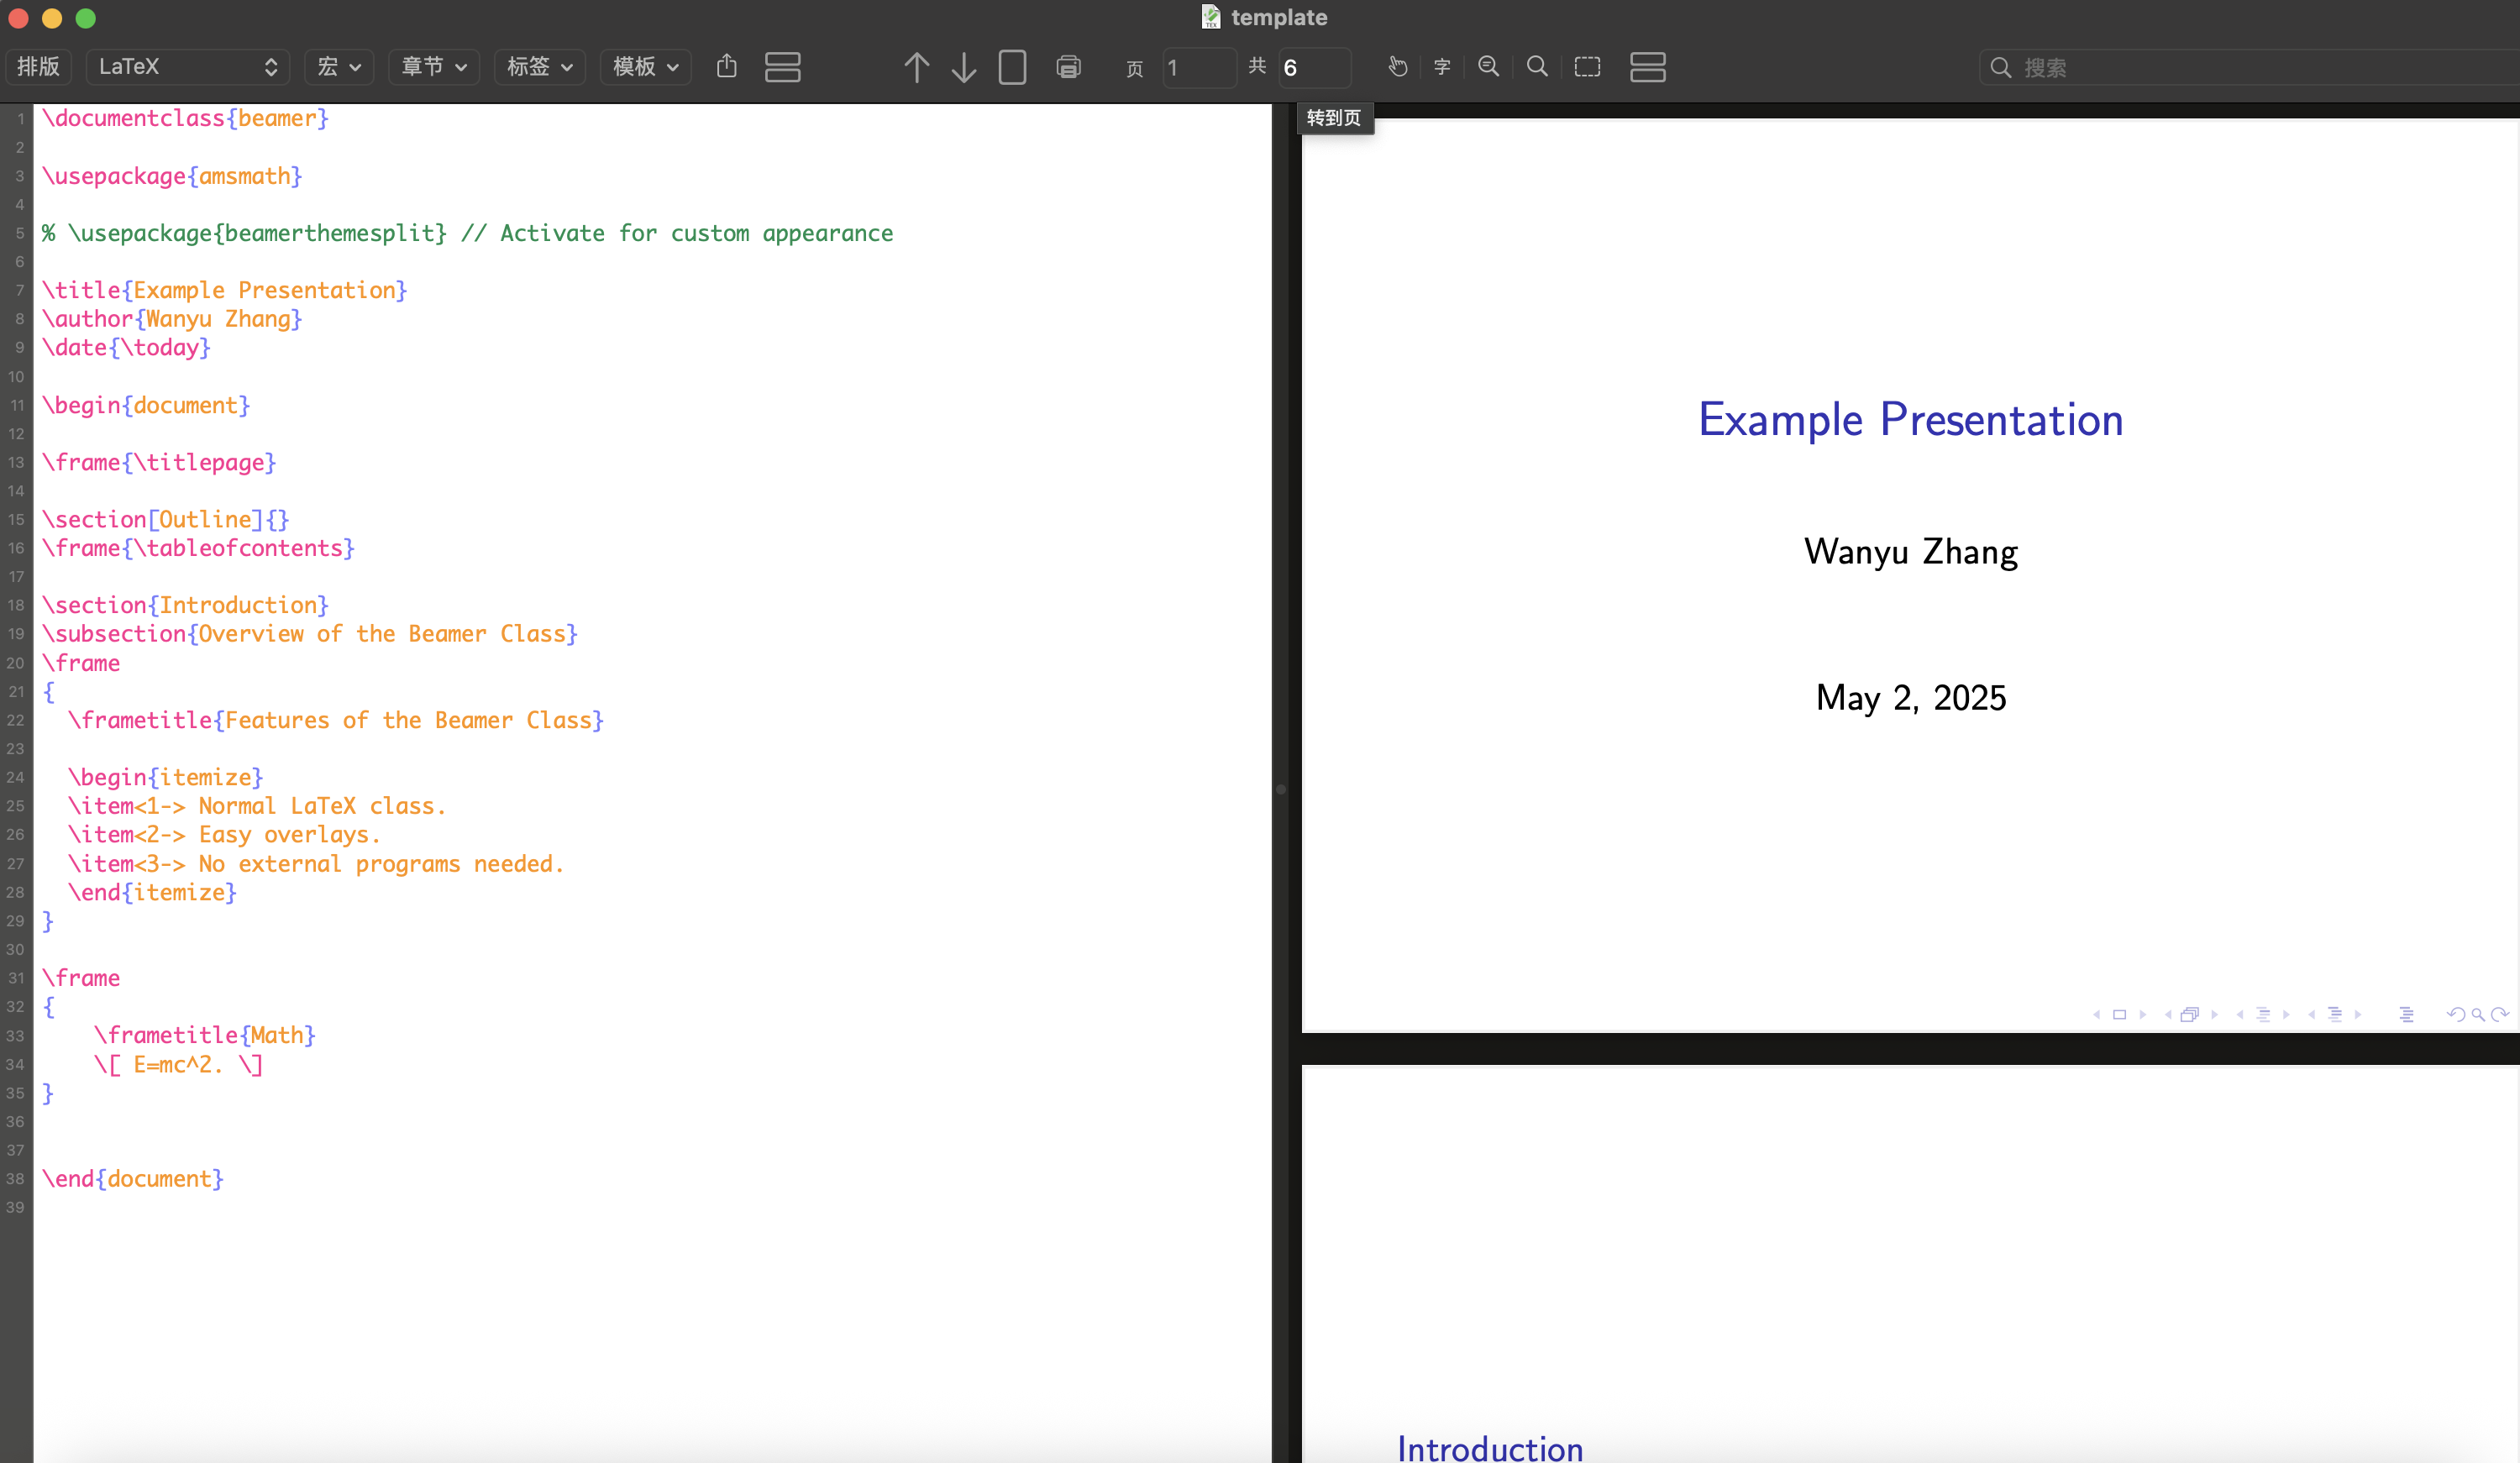 template
排版 LaTeX 宏 章节 标签 模板 页 1 共 6 字 搜索
转到页
1 \documentclass{beamer}
2
3 \usepackage{amsmath}
4
5 % \usepackage{beamerthemesplit} // Activate for custom appearance
6
7 \title{Example Presentation}
8 \author{Wanyu Zhang}
9 \date{\today}
10
11 \begin{document}
12
13 \frame{\titlepage}
14
15 \section[Outline]{}
16 \frame{\tableofcontents}
17
18 \section{Introduction}
19 \subsection{Overview of the Beamer Class}
20 \frame
21 {
22 \frametitle{Features of the Beamer Class}
23
24 \begin{itemize}
25 \item<1-> Normal LaTeX class.
26 \item<2-> Easy overlays.
27 \item<3-> No external programs needed.
28 \end{itemize}
29 }
30
31 \frame
32 {
33 \frametitle{Math}
34 \[ E=mc^2. \]
35 }
36
37
38 \end{document}
39
Example Presentation
Wanyu Zhang
May 2, 2025
Introduction